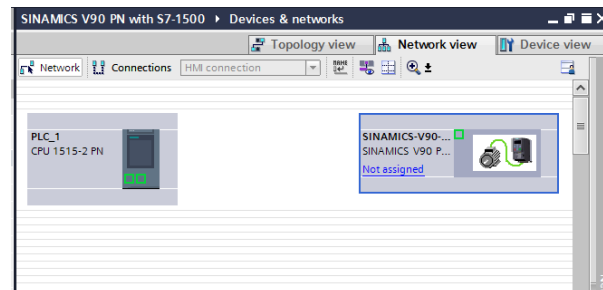 SINAMICS V90 PN with S7-1500 ▸ Devices & networks
Topology view Network view Device view
Network Connections HMI connection
PLC_1
CPU 1515-2 PN
SINAMICS-V90-...
SINAMICS V90 P...
Not assigned